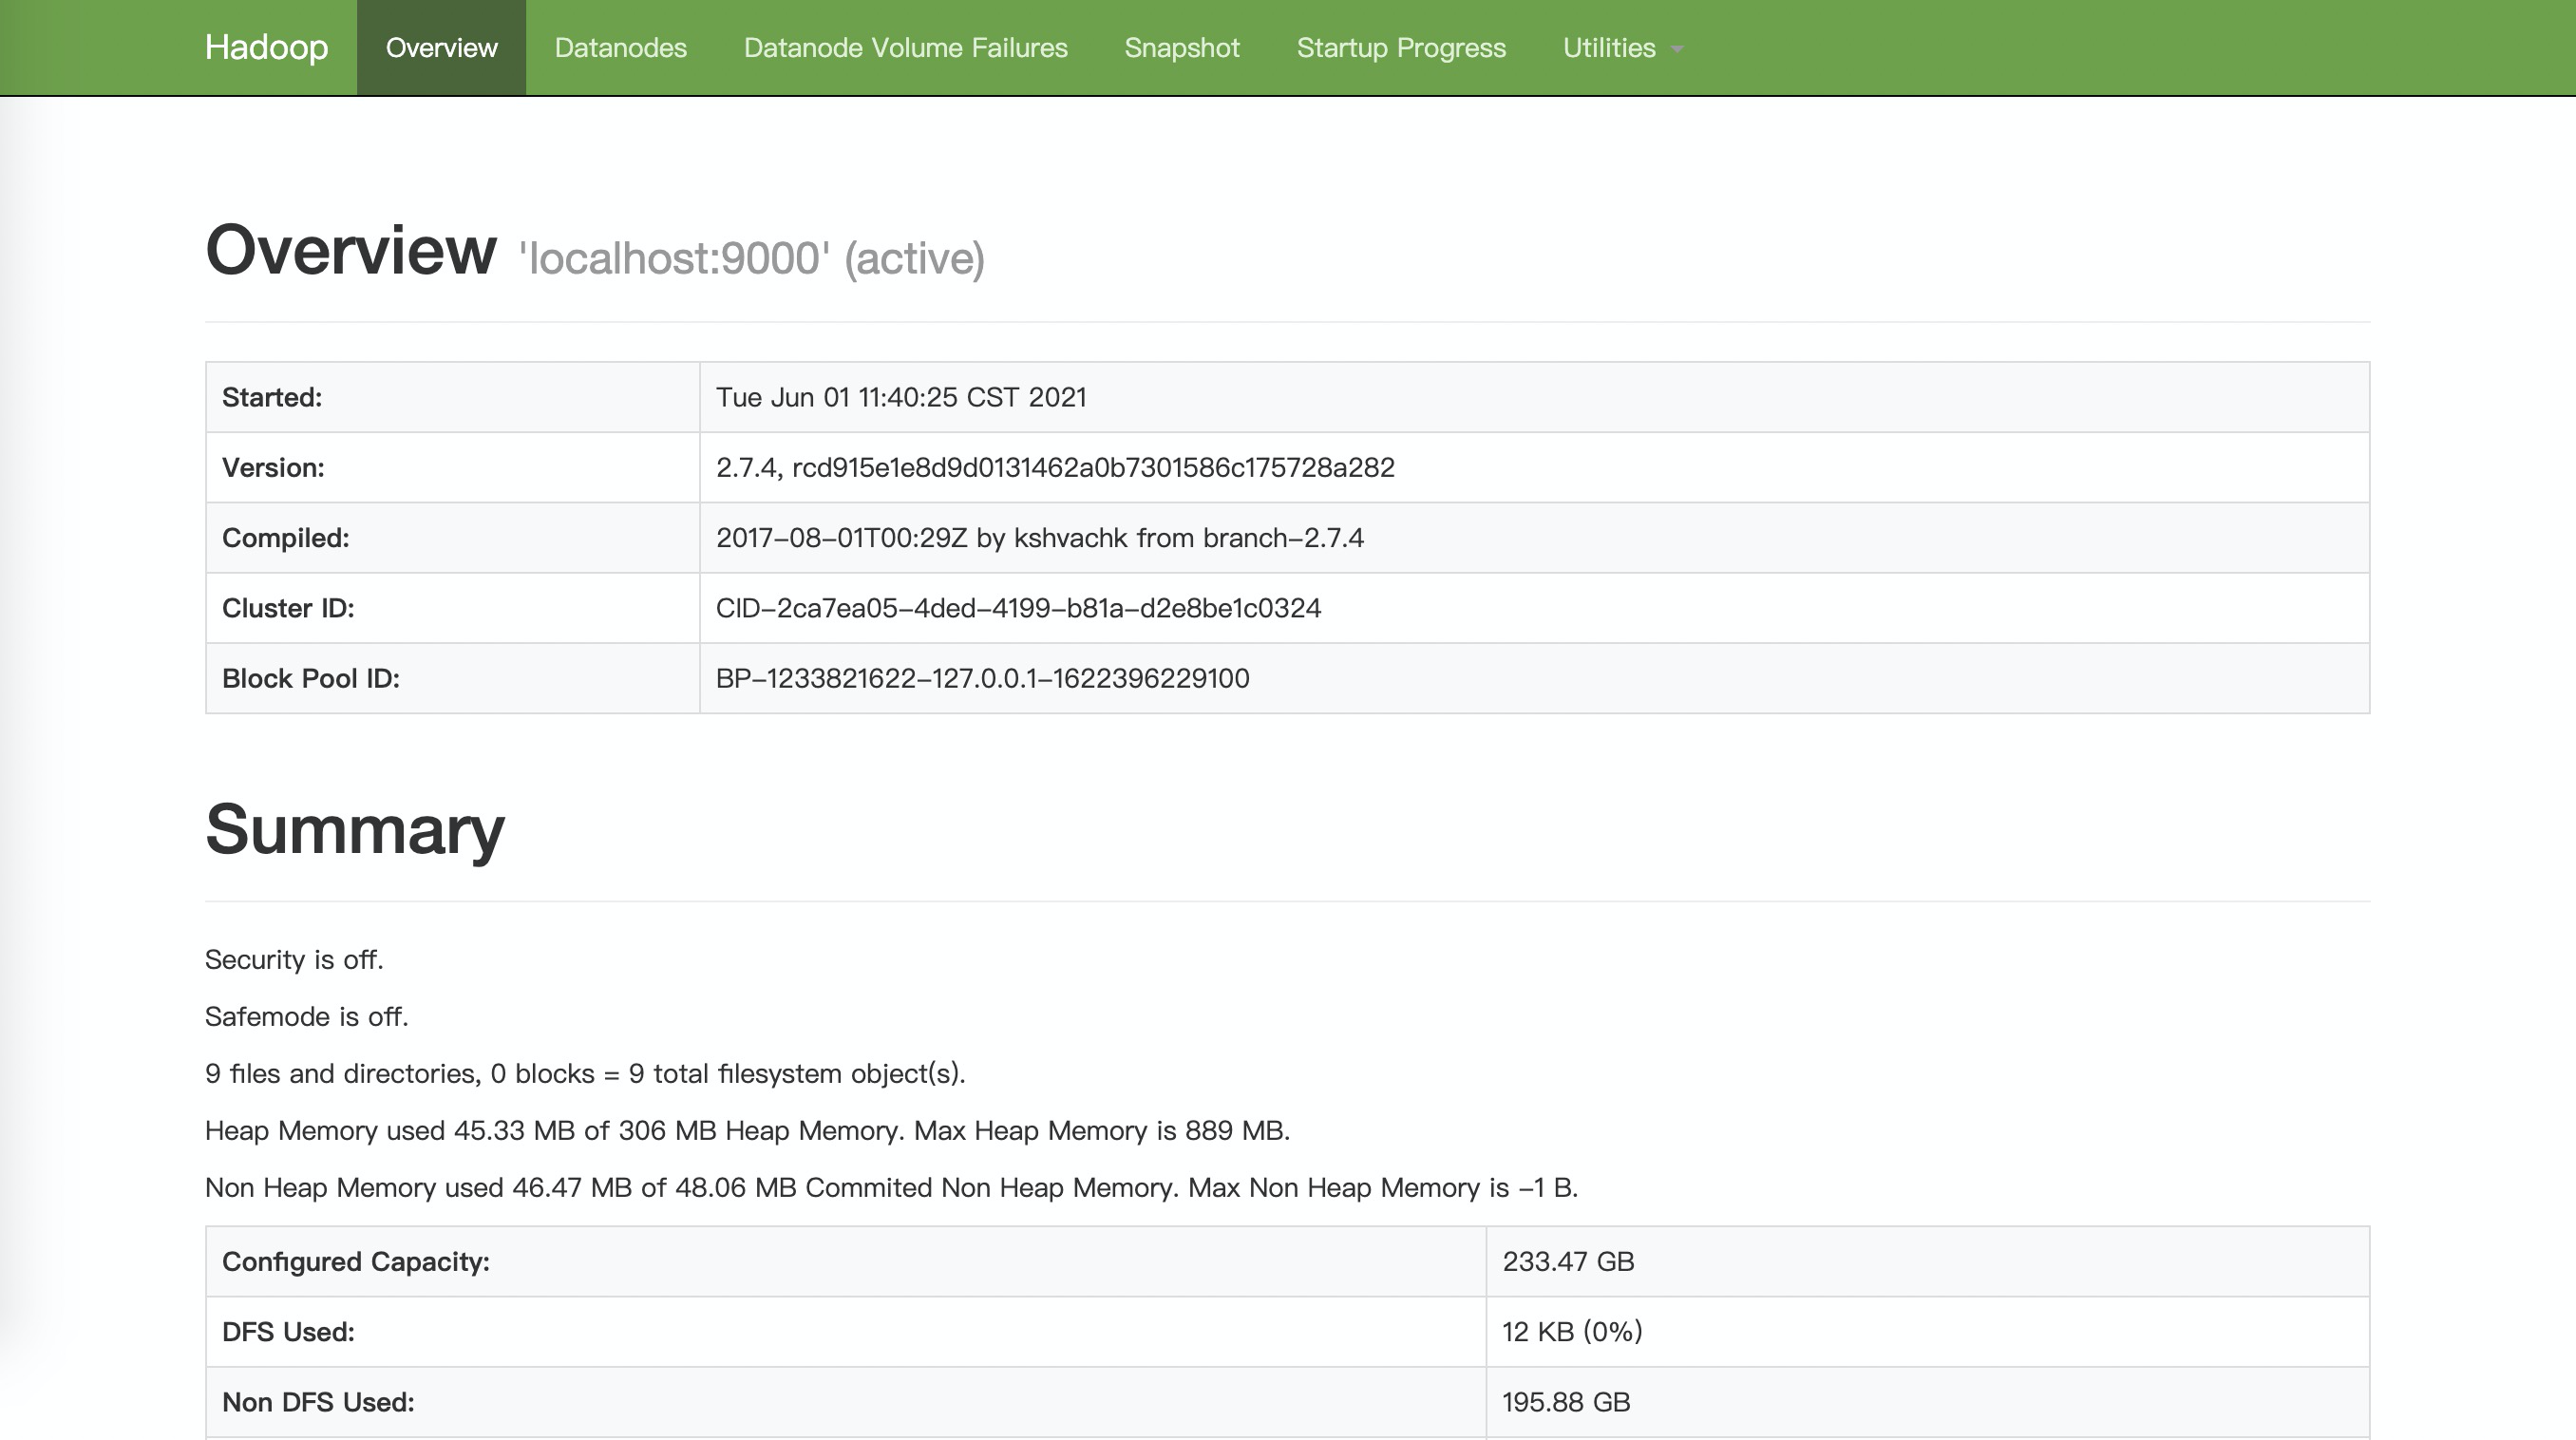 Hadoop Overview Datanodes Datanode Volume Failures Snapshot Startup Progress Utilities
Overview 'localhost:9000' (active)
Started: Tue Jun 01 11:40:25 CST 2021
Version: 2.7.4, rcd915e1e8d9d0131462a0b7301586c175728a282
Compiled: 2017–08–01T00:29Z by kshvachk from branch–2.7.4
Cluster ID: CID–2ca7ea05–4ded–4199–b81a–d2e8be1c0324
Block Pool ID: BP–1233821622–127.0.0.1–1622396229100
Summary
Security is off.
Safemode is off.
9 files and directories, 0 blocks = 9 total filesystem object(s).
Heap Memory used 45.33 MB of 306 MB Heap Memory. Max Heap Memory is 889 MB.
Non Heap Memory used 46.47 MB of 48.06 MB Commited Non Heap Memory. Max Non Heap Memory is –1 B.
Configured Capacity: 233.47 GB
DFS Used: 12 KB (0%)
Non DFS Used: 195.88 GB